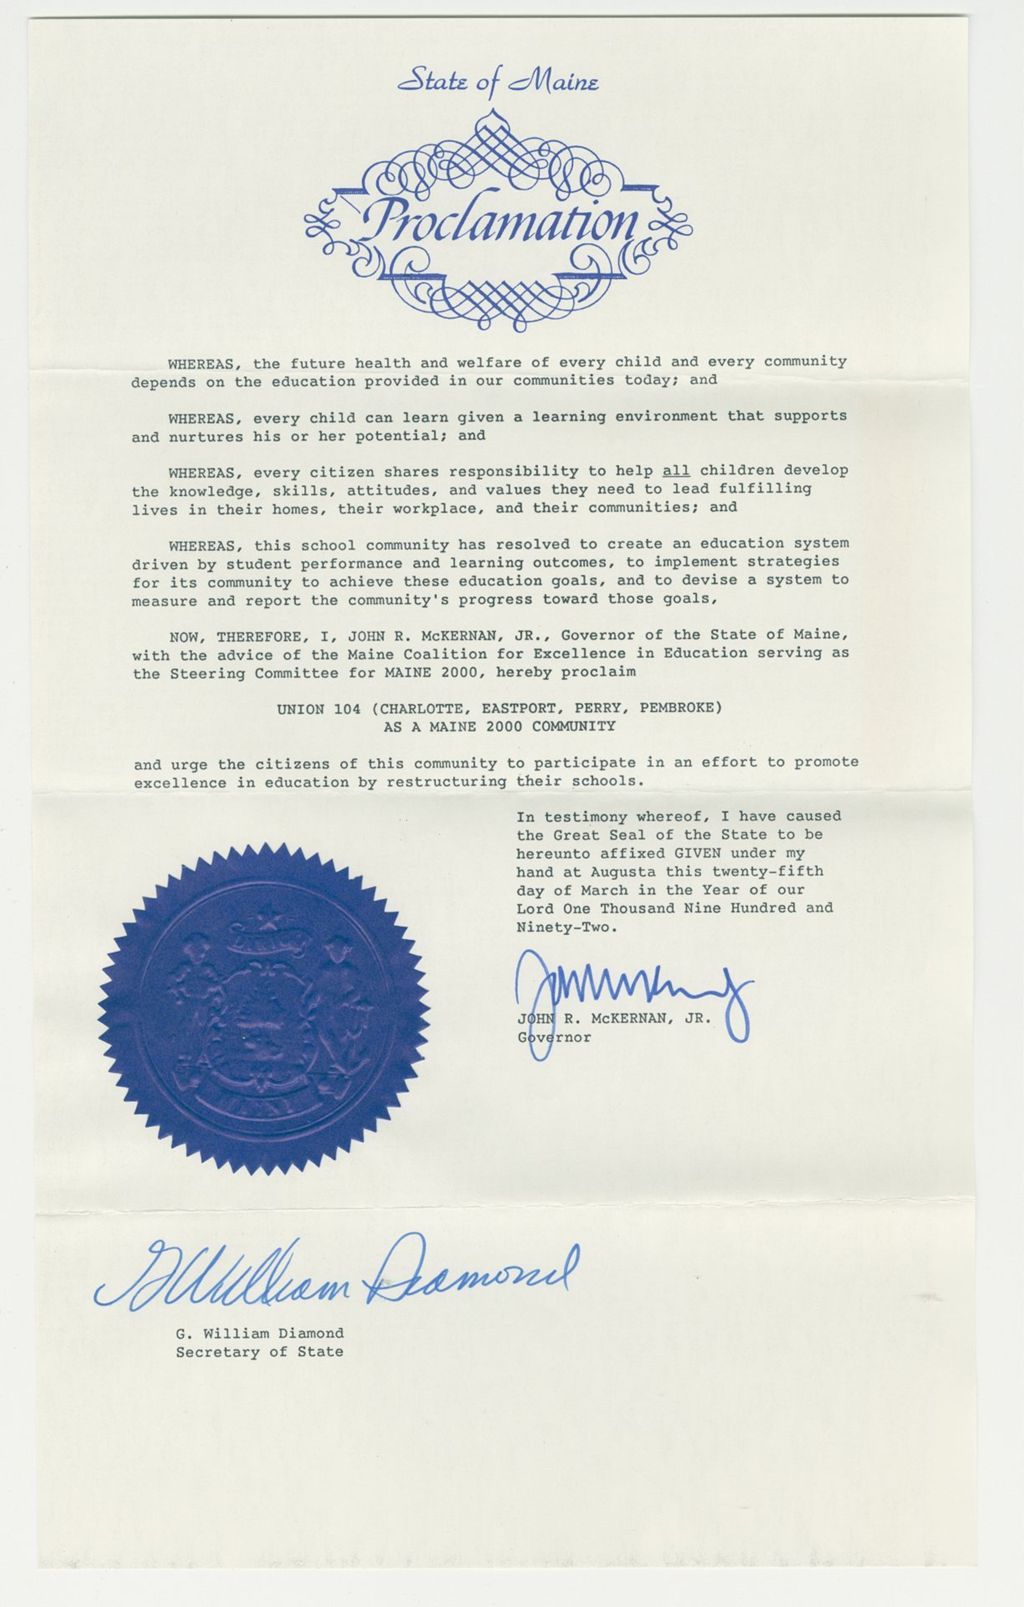 State of Maine
Proclamation
WHEREAS, the future health and welfare of every child and every community
depends on the education provided in our communities today; and
WHEREAS, every child can learn given a learning environment that supports
and nurtures his or her potential; and
WHEREAS, every citizen shares responsibility to help all children develop
the knowledge, skills, attitudes, and values they need to lead fulfilling
lives in their homes, their workplace, and their communities; and
WHEREAS, this school community has resolved to create an education system
driven by student performance and learning outcomes, to implement strategies
for its community to achieve these education goals, and to devise a system to
measure and report the community's progress toward those goals,
NOW, THEREFORE, I, JOHN R. McKERNAN, JR., Governor of the State of Maine,
with the advice of the Maine Coalition for Excellence in Education serving as
the Steering Committee for MAINE 2000, hereby proclaim
UNION 104 (CHARLOTTE, EASTPORT, PERRY, PEMBROKE)
AS A MAINE 2000 COMMUNITY
and urge the citizens of this community to participate in an effort to promote
excellence in education by restructuring their schools.
In testimony whereof, I have caused
the Great Seal of the State to be
hereunto affixed GIVEN under my
hand at Augusta this twenty-fifth
day of March in the Year of our
Lord One Thousand Nine Hundred and
Ninety-Two.
JOHN R. McKERNAN, JR.
Governor
MAINE
G William Diamond
G. William Diamond
Secretary of State